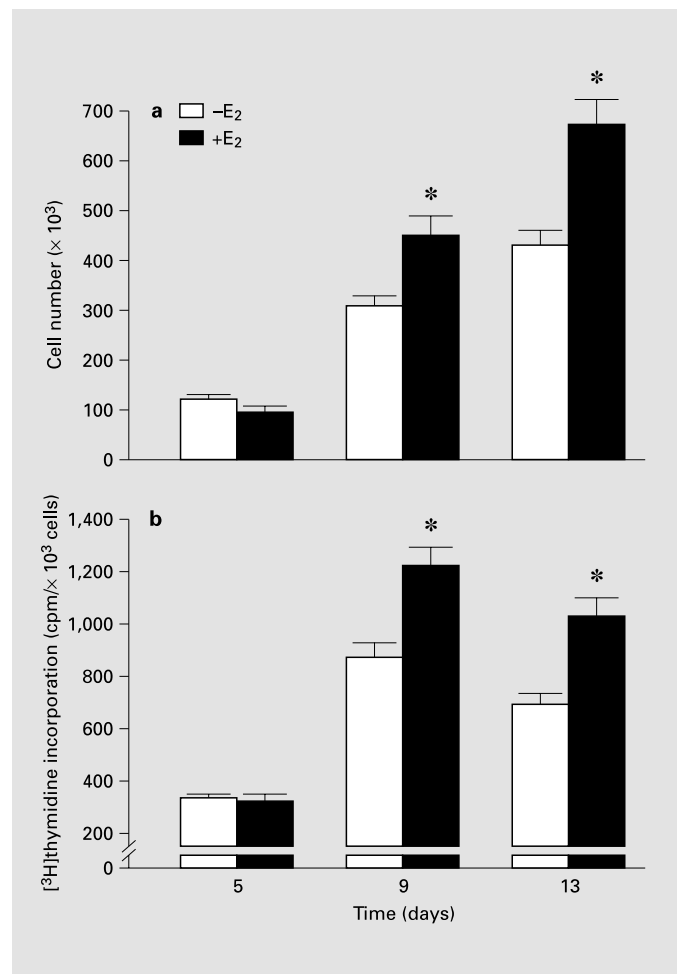 a
–E₂
+E₂
*
*
700
600
500
400
300
200
100
0
Cell number (× 10³)
b
*
*
1,400
1,200
1,000
800
600
400
200
0
[³H]thymidine incorporation (cpm/× 10³ cells)
5 9 13
Time (days)